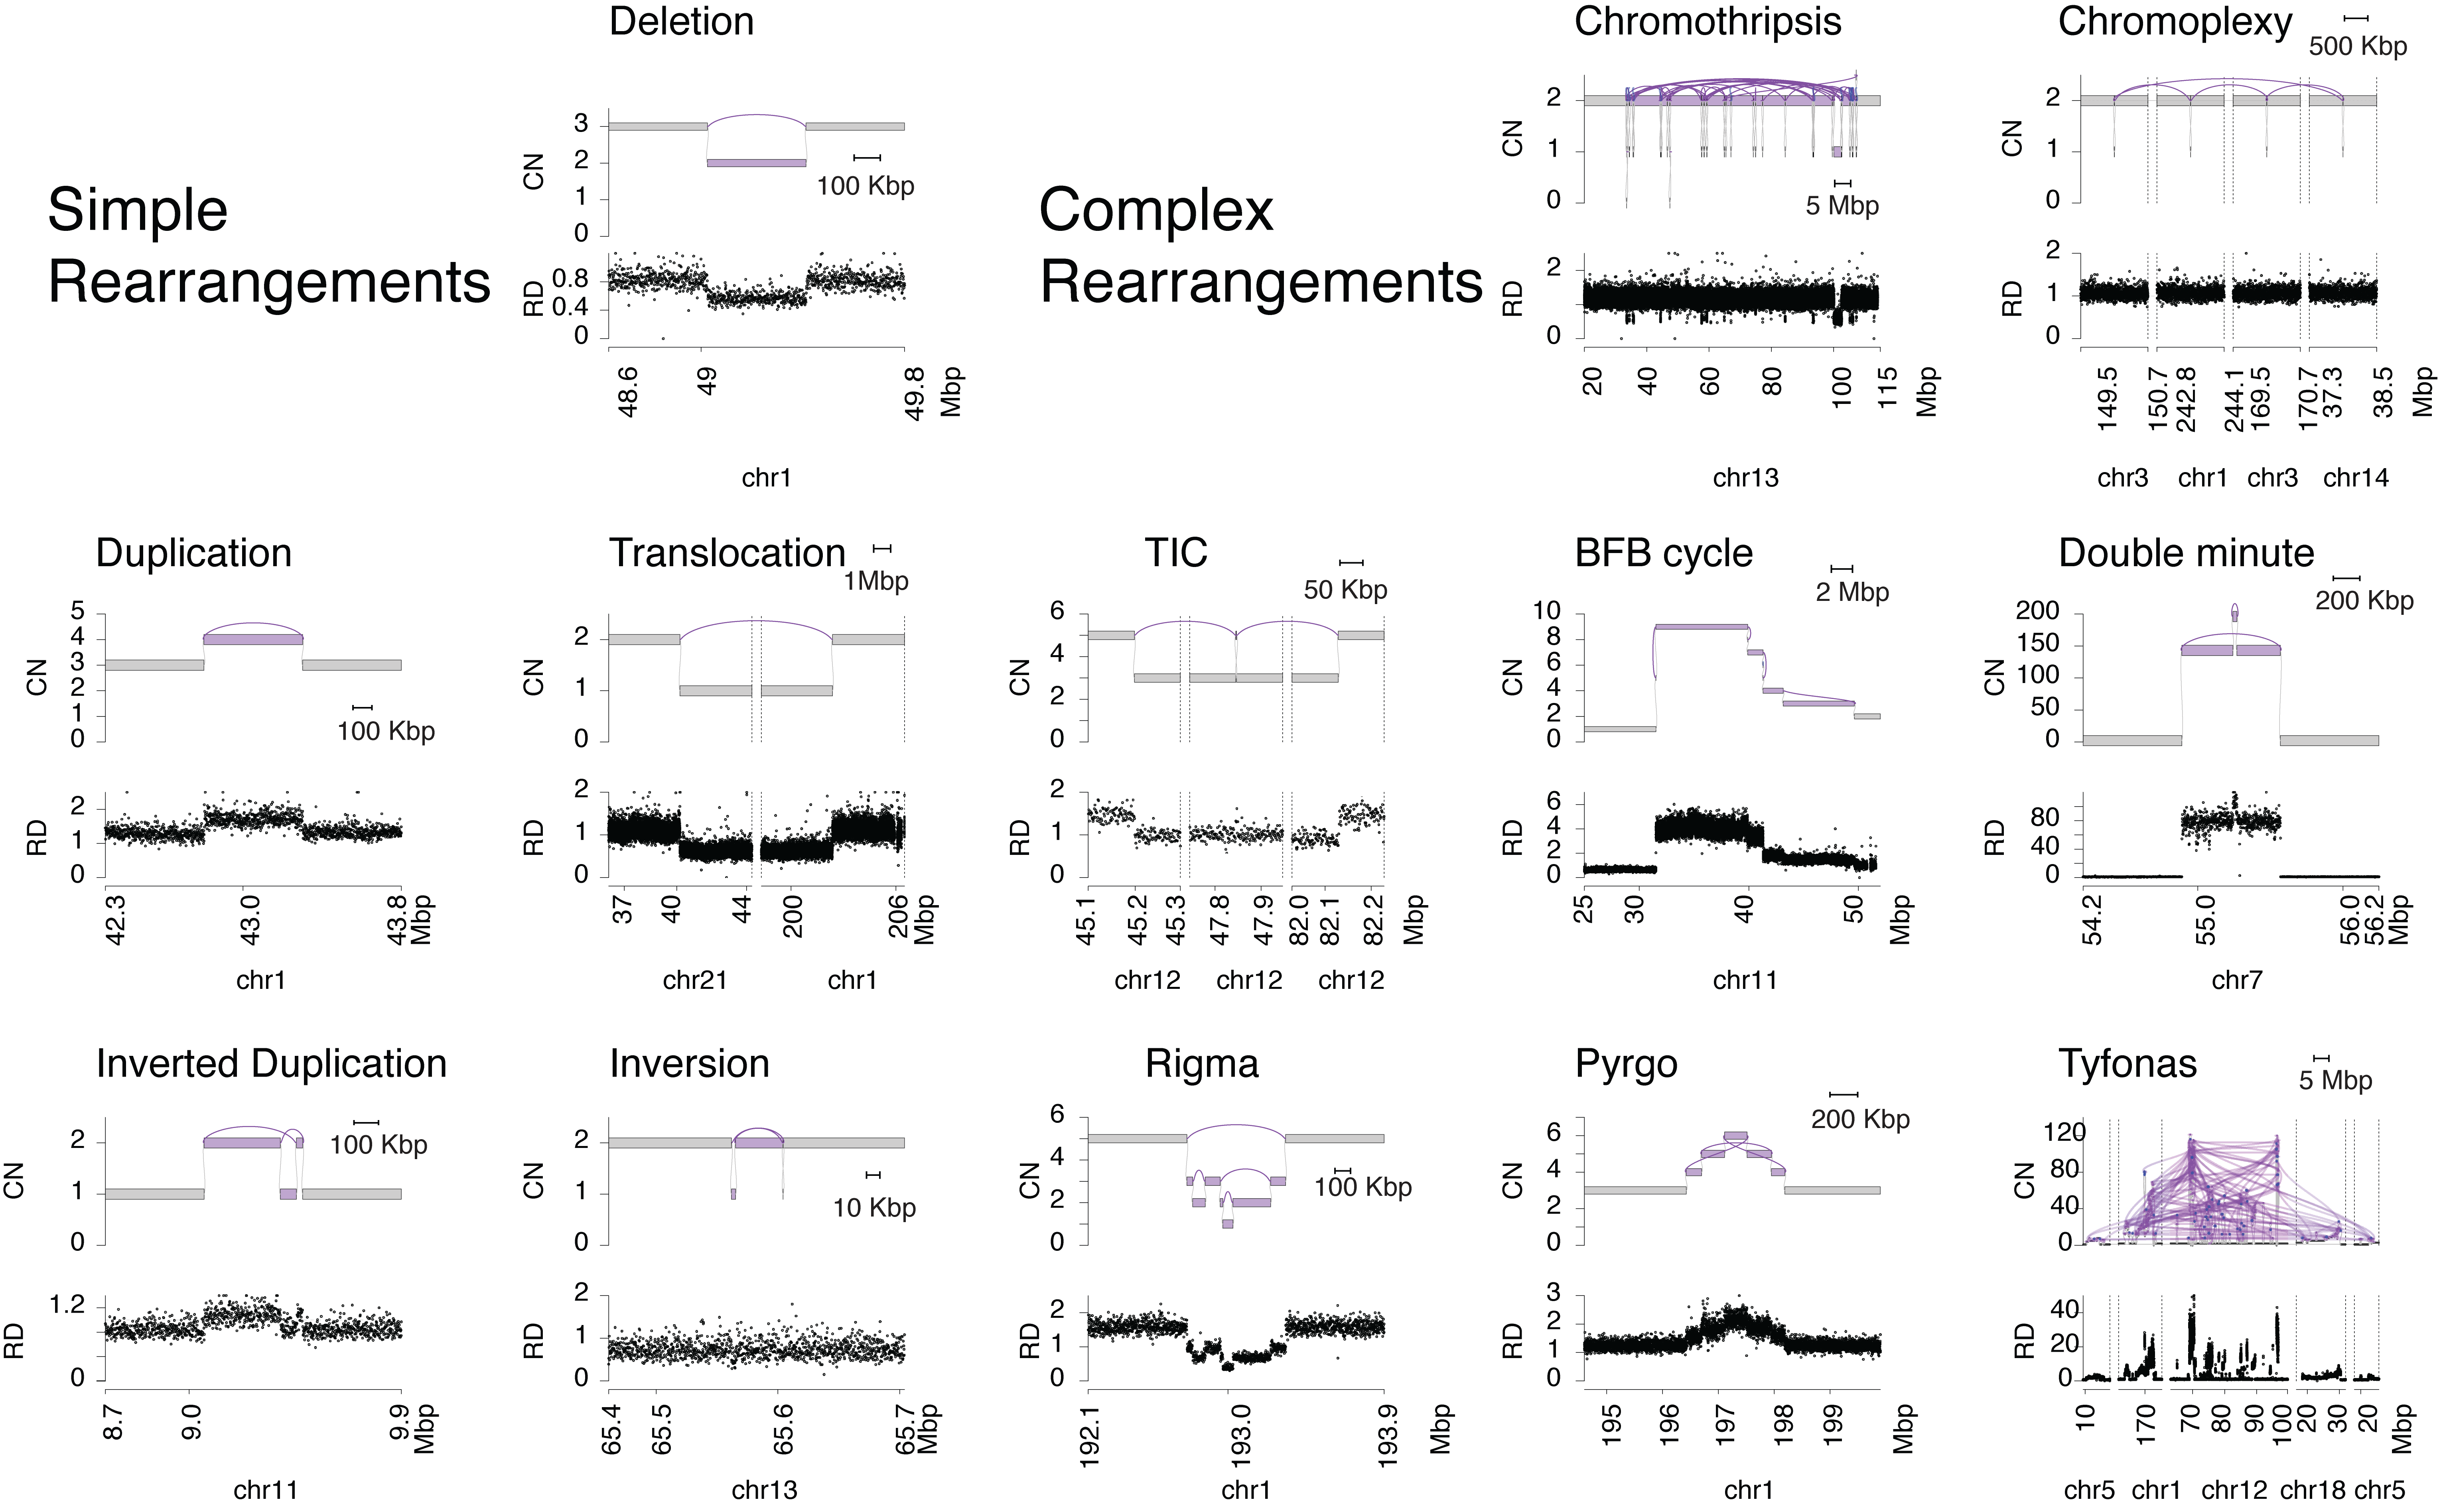 Simple
Rearrangements
Deletion
CN
3
2
1
0
100 Kbp
RD
0.8
0.4
0
48.6
49
49.8
Mbp
chr1
Complex
Rearrangements
Chromothripsis
CN
2
1
0
5 Mbp
RD
2
0
20
40
60
80
100
115
Mbp
chr13
Chromoplexy
500 Kbp
CN
2
1
0
RD
2
1
0
149.5
150.7
242.8
244.1
169.5
170.7
37.3
38.5
Mbp
chr3
chr1
chr3
chr14
Duplication
CN
5
4
3
2
1
0
100 Kbp
RD
2
1
0
42.3
43.0
43.8
Mbp
chr1
Translocation
1Mbp
CN
2
1
0
RD
2
1
0
37
40
44
200
206
Mbp
chr21
chr1
TIC
50 Kbp
CN
6
4
2
0
RD
2
1
0
45.1
45.2
45.3
47.8
47.9
82.0
82.1
82.2
Mbp
chr12
chr12
chr12
BFB cycle
2 Mbp
CN
10
8
6
4
2
0
RD
6
4
2
0
25
30
40
50
Mbp
chr11
Double minute
200 Kbp
CN
200
150
100
50
0
RD
80
40
0
54.2
55.0
56.0
56.2
Mbp
chr7
Inverted Duplication
100 Kbp
CN
2
1
0
RD
1.2
0
8.7
9.0
9.9
Mbp
chr11
Inversion
CN
2
1
0
10 Kbp
RD
2
1
0
65.4
65.5
65.6
65.7
Mbp
chr13
Rigma
CN
6
4
2
0
100 Kbp
RD
2
1
0
192.1
193.0
193.9
Mbp
chr1
Pyrgo
200 Kbp
CN
6
4
2
0
RD
3
2
1
0
195
196
197
198
199
Mbp
chr1
Tyfonas
5 Mbp
CN
120
80
40
0
RD
40
20
0
10
170
70
80
90
100
20
30
20
Mbp
chr5
chr1
chr12
chr18
chr5